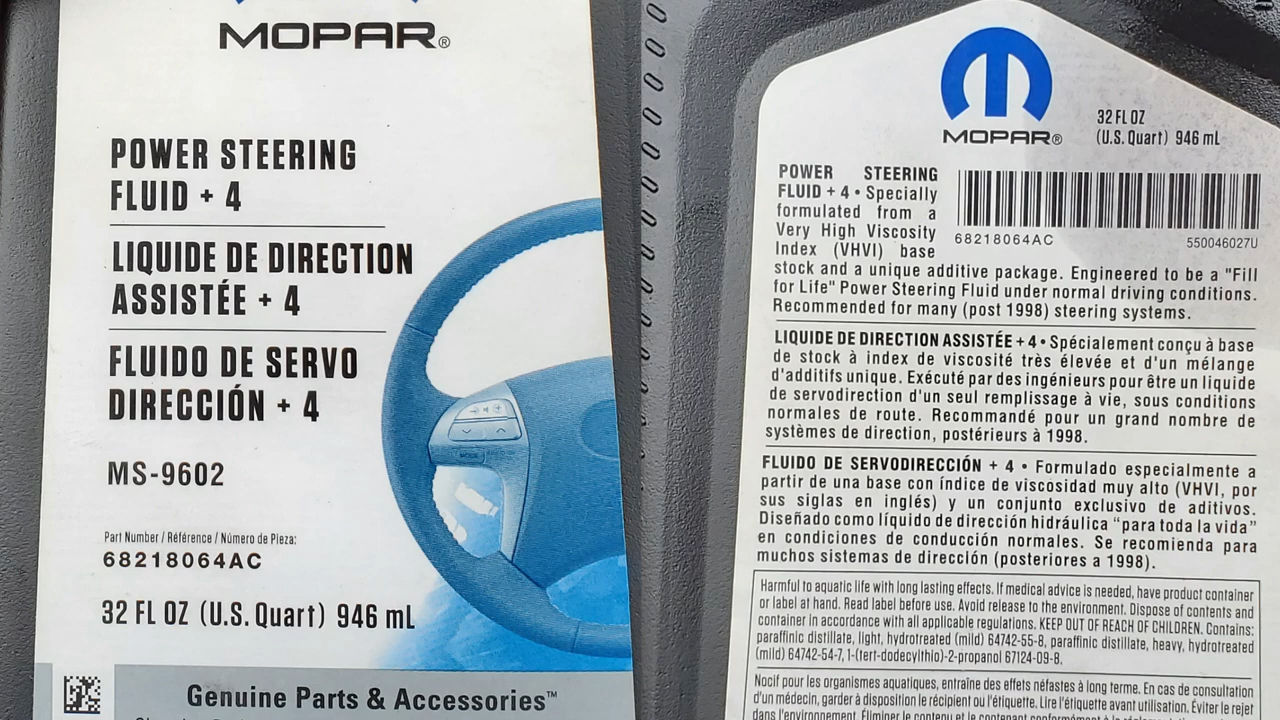 MOPAR®
POWER STEERING
FLUID + 4
LIQUIDE DE DIRECTION
ASSISTÉE + 4
FLUIDO DE SERVO
DIRECCIÓN + 4
MS-9602
Part Number / Référence / Número de Pieza:
68218064AC
32 FL OZ (U.S. Quart) 946 mL
Genuine Parts & Accessories™
MOPAR®
32 FL OZ
(U.S. Quart) 946 mL
POWER STEERING
FLUID + 4 • Specially
formulated from a
Very High Viscosity
Index (VHVI) base
68218064AC
550046027U
stock and a unique additive package. Engineered to be a "Fill
for Life" Power Steering Fluid under normal driving conditions.
Recommended for many (post 1998) steering systems.
LIQUIDE DE DIRECTION ASSISTÉE + 4 • Spécialement conçu à base
de stock à index de viscosité très élevée et d'un mélange
d'additifs unique. Exécuté par des ingénieurs pour être un liquide
de servodirection d'un seul remplissage à vie, sous conditions
normales de route. Recommandé pour un grand nombre de
systèmes de direction, postérieurs à 1998.
FLUIDO DE SERVODIRECCIÓN + 4 • Formulado especialmente a
partir de una base con índice de viscosidad muy alto (VHVI, por
sus siglas en inglés) y un conjunto exclusivo de aditivos.
Diseñado como líquido de dirección hidráulica "para toda la vida"
en condiciones de conducción normales. Se recomienda para
muchos sistemas de dirección (posteriores a 1998).
Harmful to aquatic life with long lasting effects. If medical advice is needed, have product container
or label at hand. Read label before use. Avoid release to the environment. Dispose of contents and
container in accordance with all applicable regulations. KEEP OUT OF REACH OF CHILDREN. Contains:
paraffinic distillate, light, hydrotreated (mild) 64742-55-8, paraffinic distillate, heavy, hydrotreated
(mild) 64742-54-7, 1-(tert-dodecylthio)-2-propanol 67124-09-8.
Nocif pour les organismes aquatiques, entraîne des effets néfastes à long terme. En cas de consultation
d'un médecin, garder à disposition le récipient ou l'étiquette. Lire l'étiquette avant utilisation. Éviter le rejet
dans l'environnement. Éliminer le contenu et le contenant conformément à